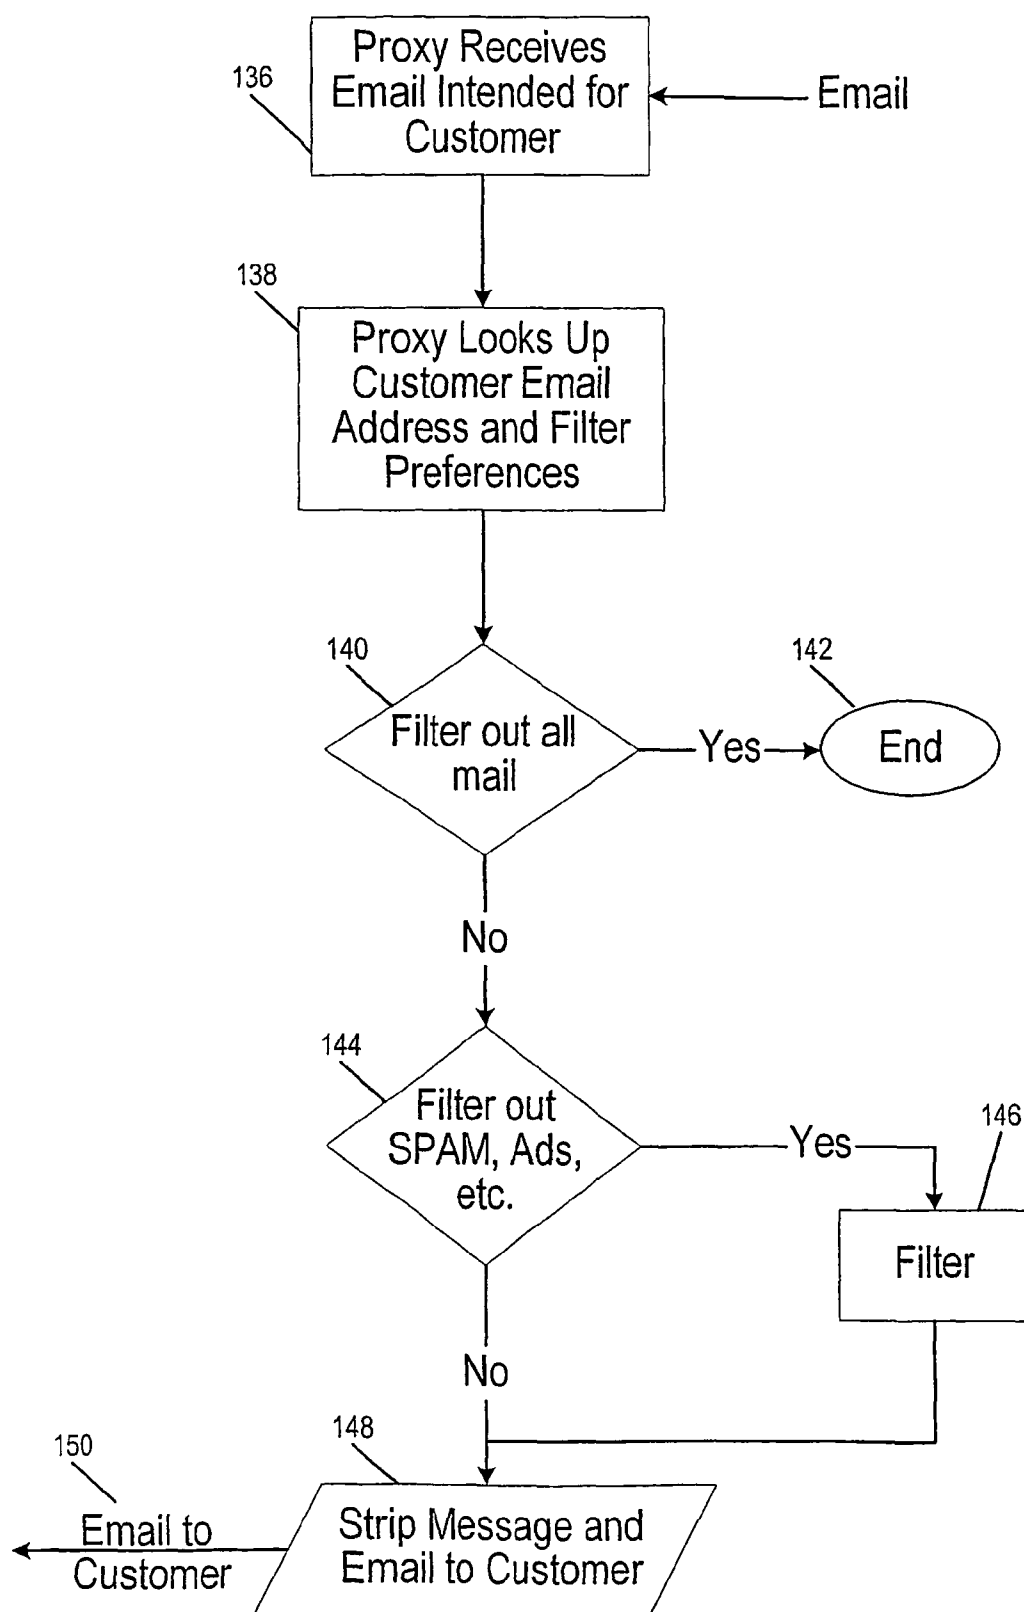 Proxy Receives
Email Intended for
Customer
136
Email
138
Proxy Looks Up
Customer Email
Address and Filter
Preferences
140
142
Filter out all
mail
Yes
End
No
144
Filter out
SPAM, Ads,
etc.
Yes
146
Filter
No
150
148
Email to
Customer
Strip Message and
Email to Customer